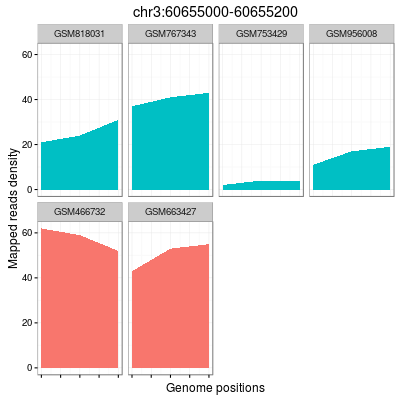 chr3:60655000-60655200
GSM818031 GSM767343 GSM753429 GSM956008
60
40
20
0
GSM466732 GSM663427
60
40
20
0
Mapped reads density
Genome positions